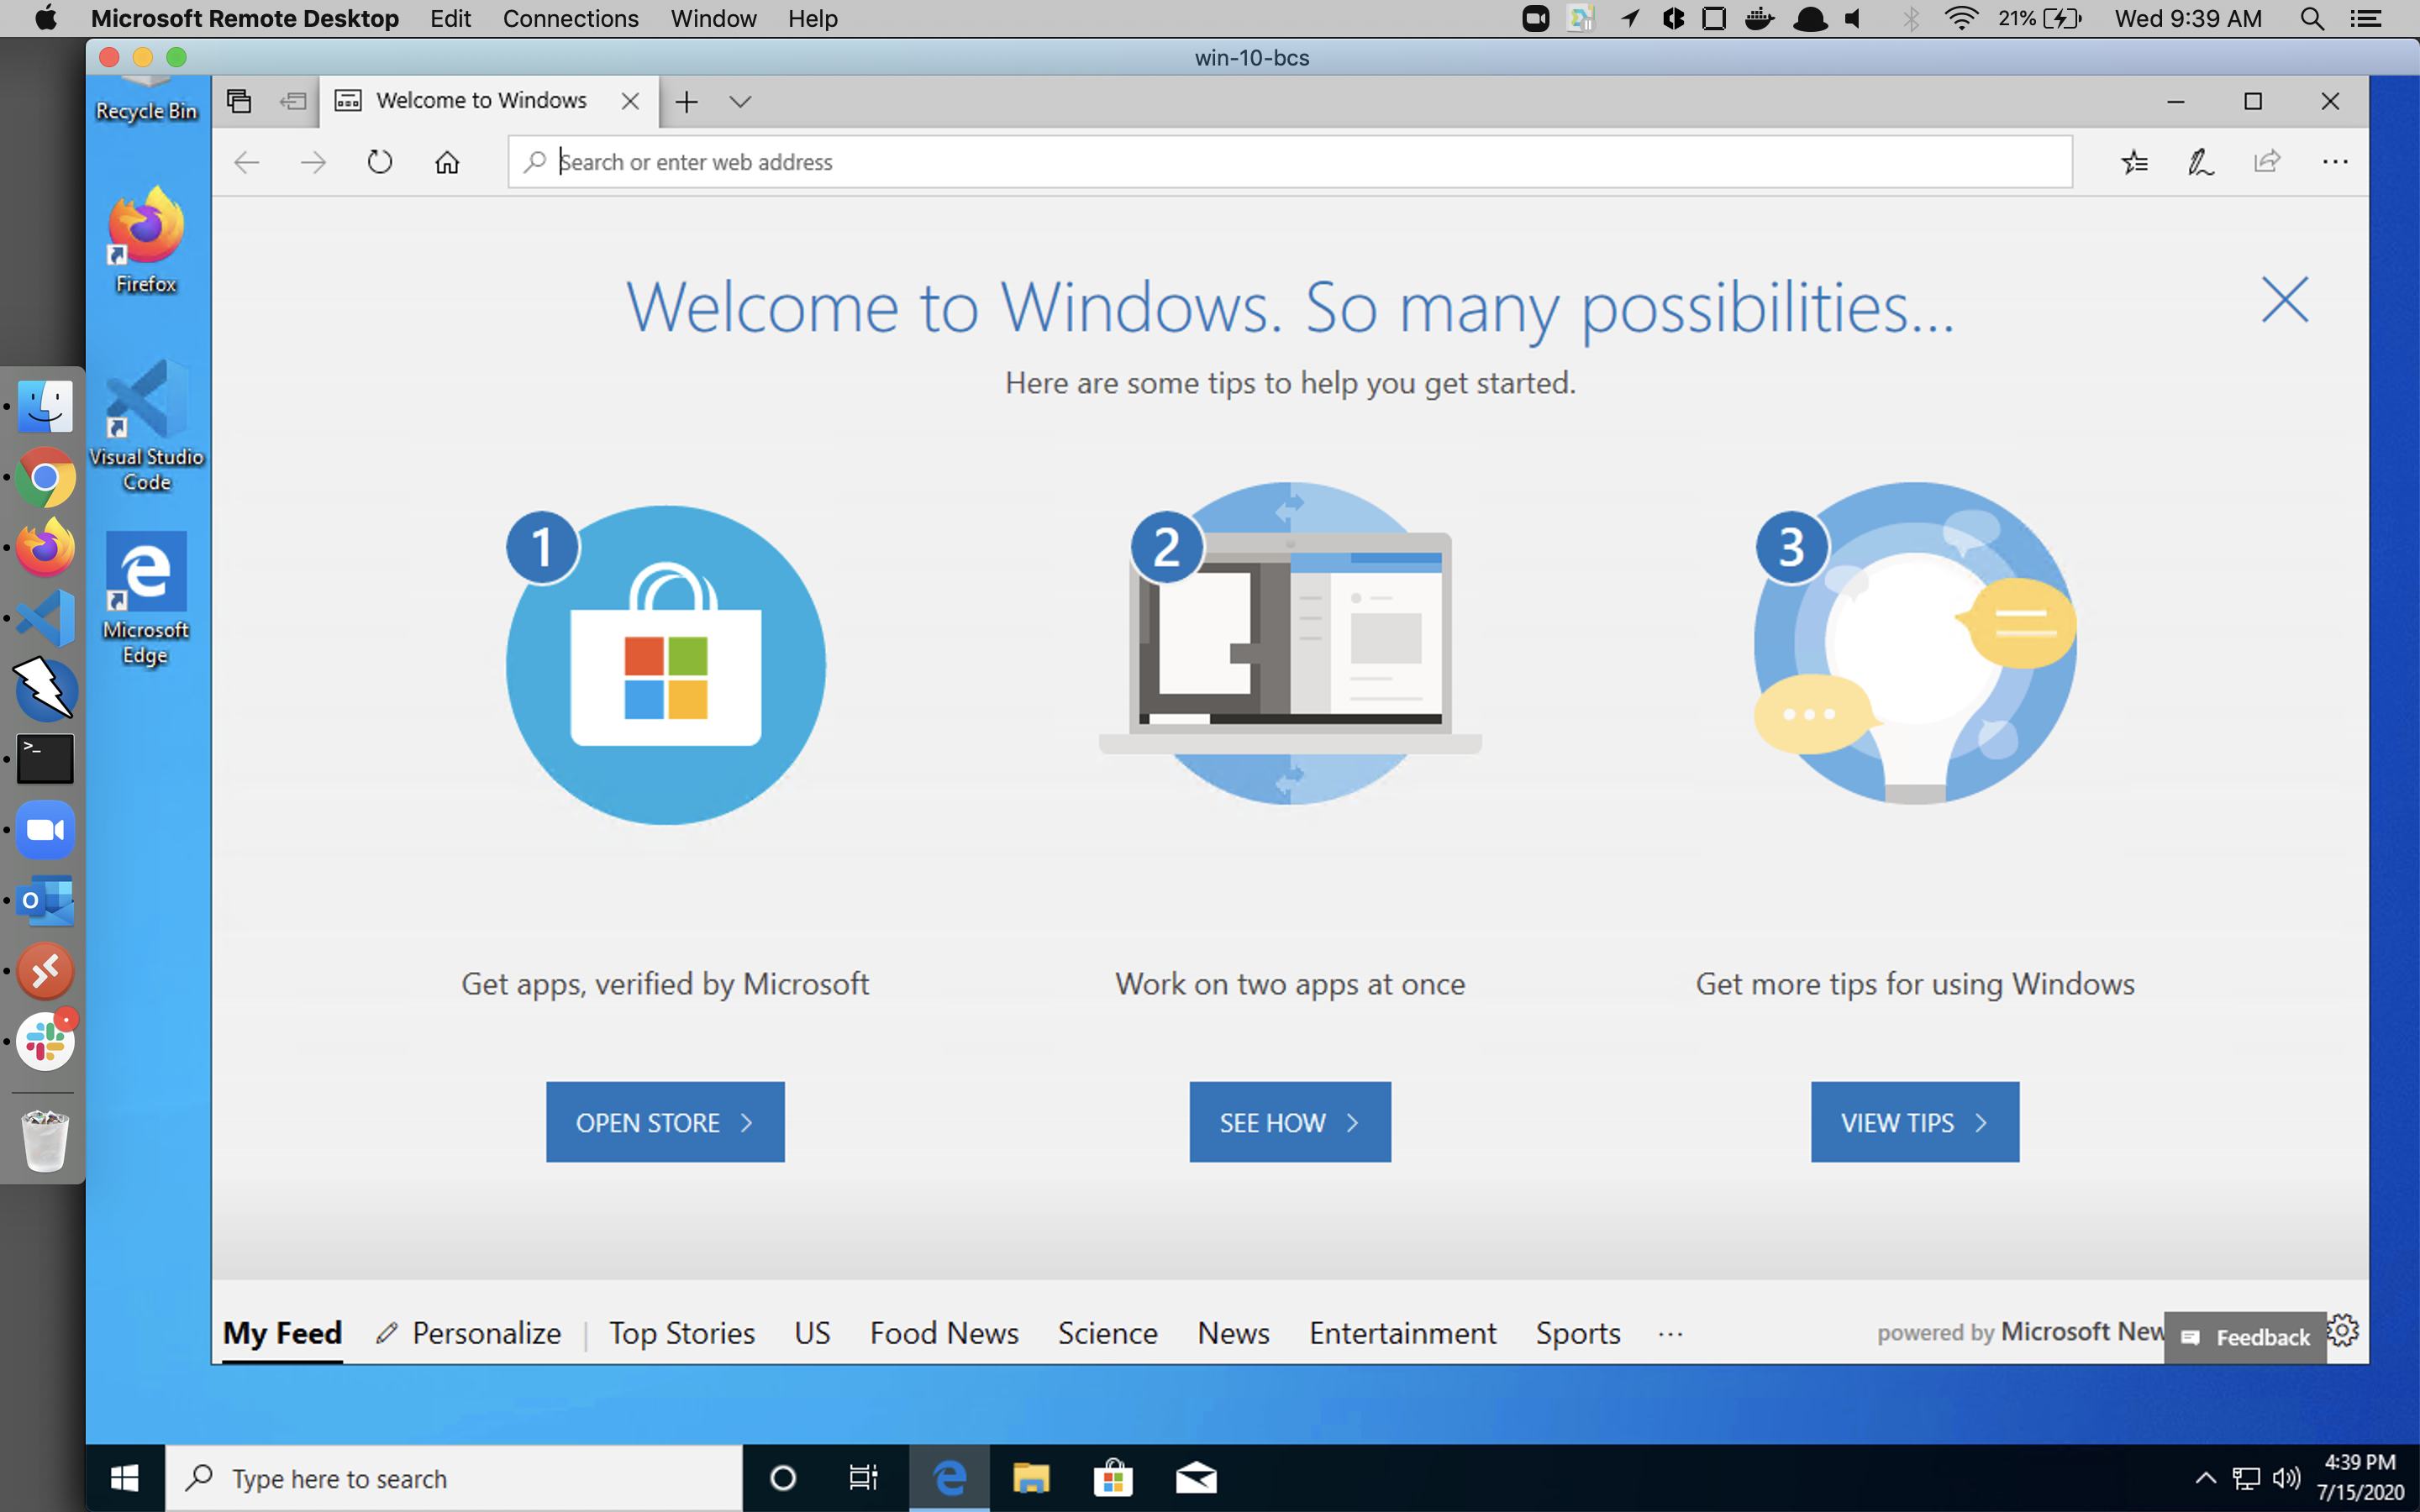 Microsoft Remote Desktop Edit Connections Window Help 21% Wed 9:39 AM
win-10-bcs
Recycle Bin
Welcome to Windows
Search or enter web address
Firefox
Welcome to Windows. So many possibilities...
Here are some tips to help you get started.
Visual Studio
Code
1
2
3
Microsoft
Edge
Get apps, verified by Microsoft
Work on two apps at once
Get more tips for using Windows
OPEN STORE >
SEE HOW >
VIEW TIPS >
My Feed Personalize | Top Stories US Food News Science News Entertainment Sports ... powered by Microsoft New Feedback
Type here to search
4:39 PM
7/15/2020